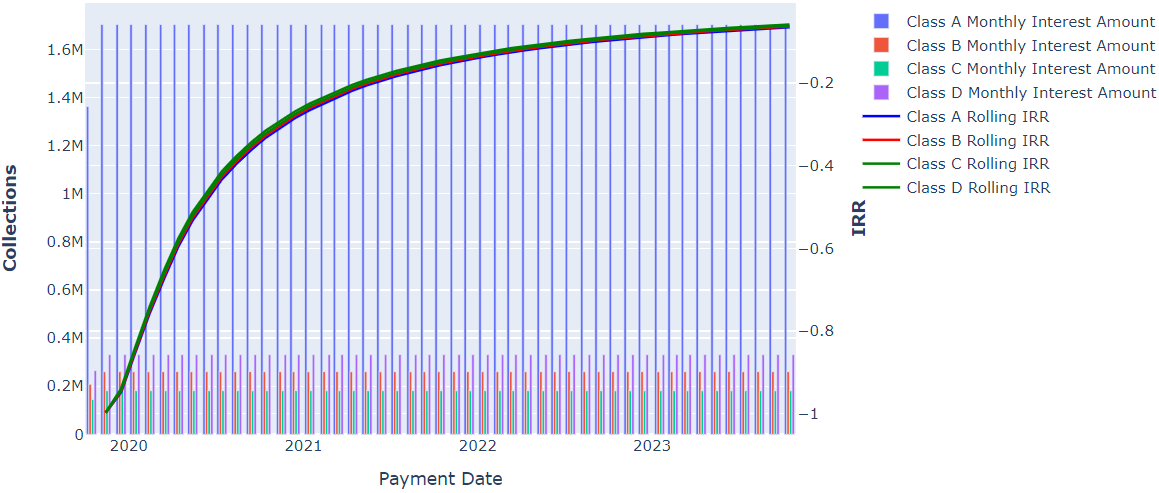 Class A Monthly Interest Amount
Class B Monthly Interest Amount
Class C Monthly Interest Amount
Class D Monthly Interest Amount
Class A Rolling IRR
Class B Rolling IRR
Class C Rolling IRR
Class D Rolling IRR
1.6M
1.4M
1.2M
1M
0.8M
0.6M
0.4M
0.2M
0
Collections
−0.2
−0.4
−0.6
−0.8
−1
IRR
2020 2021 2022 2023
Payment Date